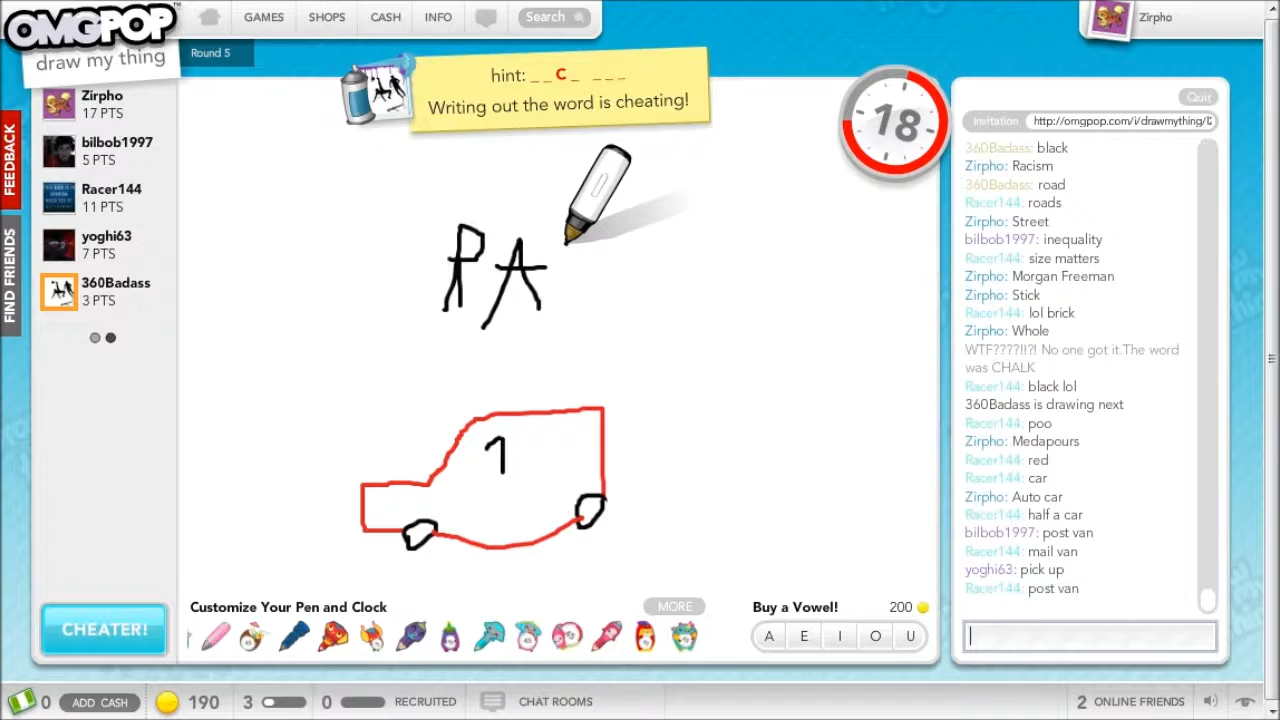 OMGPOP™
draw my thing
GAMES
SHOPS
CASH
INFO
Search
Zirpho
Round 5
FEEDBACK
FIND FRIENDS
Zirpho
17 PTS
bilbob1997
5 PTS
Racer144
11 PTS
yoghi63
7 PTS
360Badass
3 PTS
CHEATER!
hint: _ _ C _ _ _ _
Writing out the word is cheating!
18
PA
1
Customize Your Pen and Clock
MORE
Buy a Vowel!
200
A E I O U
Quit
Invitation http://omgpop.com/i/drawmything/
360Badass: black
Zirpho: Racism
360Badass: road
Racer144: roads
Zirpho: Street
bilbob1997: inequality
Racer144: size matters
Zirpho: Morgan Freeman
Zirpho: Stick
Racer144: lol brick
Zirpho: Whole
WTF????!!?! No one got it.The word
was CHALK
Racer144: black lol
360Badass is drawing next
Racer144: poo
Zirpho: Medapours
Racer144: red
Racer144: car
Zirpho: Auto car
Racer144: half a car
bilbob1997: post van
Racer144: mail van
yoghi63: pick up
Racer144: post van
0 ADD CASH
190
3
0
RECRUITED
CHAT ROOMS
2 ONLINE FRIENDS